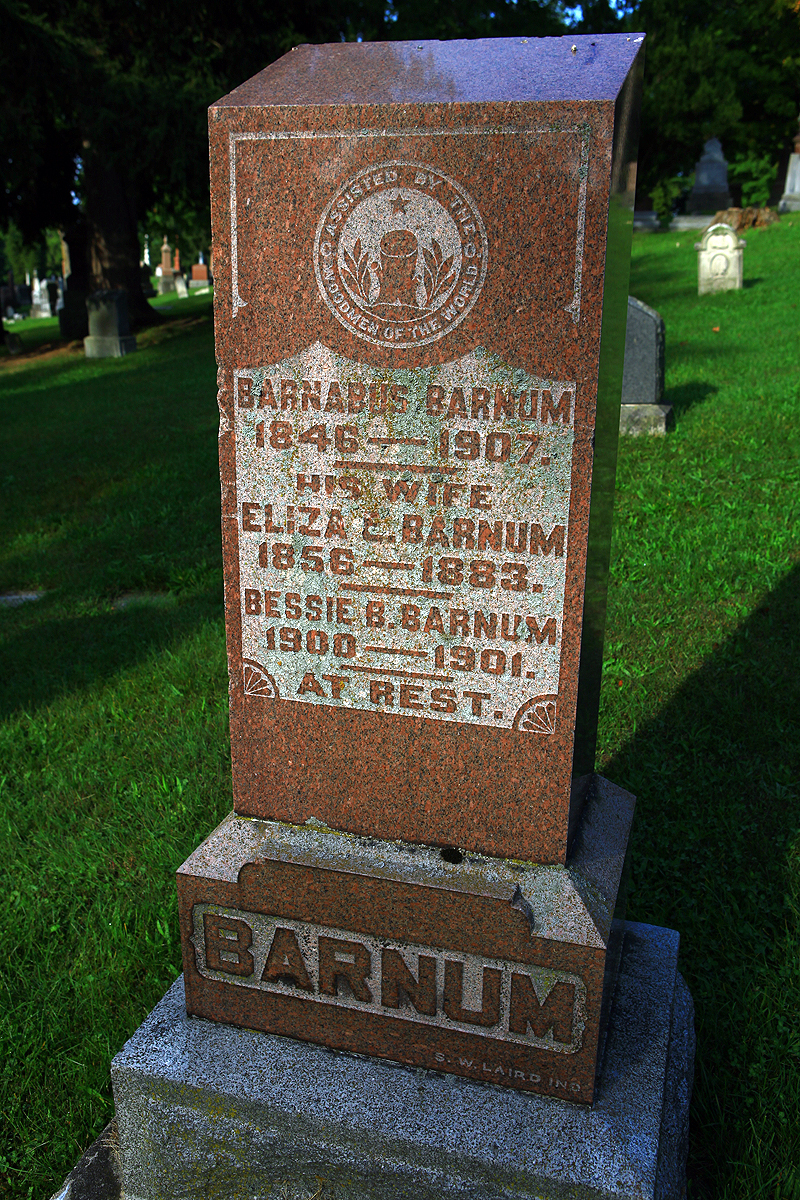 ASSISTED BY THE
WOODMEN OF THE WORLD
BARNABUS BARNUM
1846 — 1907.
HIS WIFE
ELIZA E. BARNUM
1856 — 1883.
BESSIE B. BARNUM
1900 — 1901.
AT REST.
BARNUM
S. W. LAIRD ING